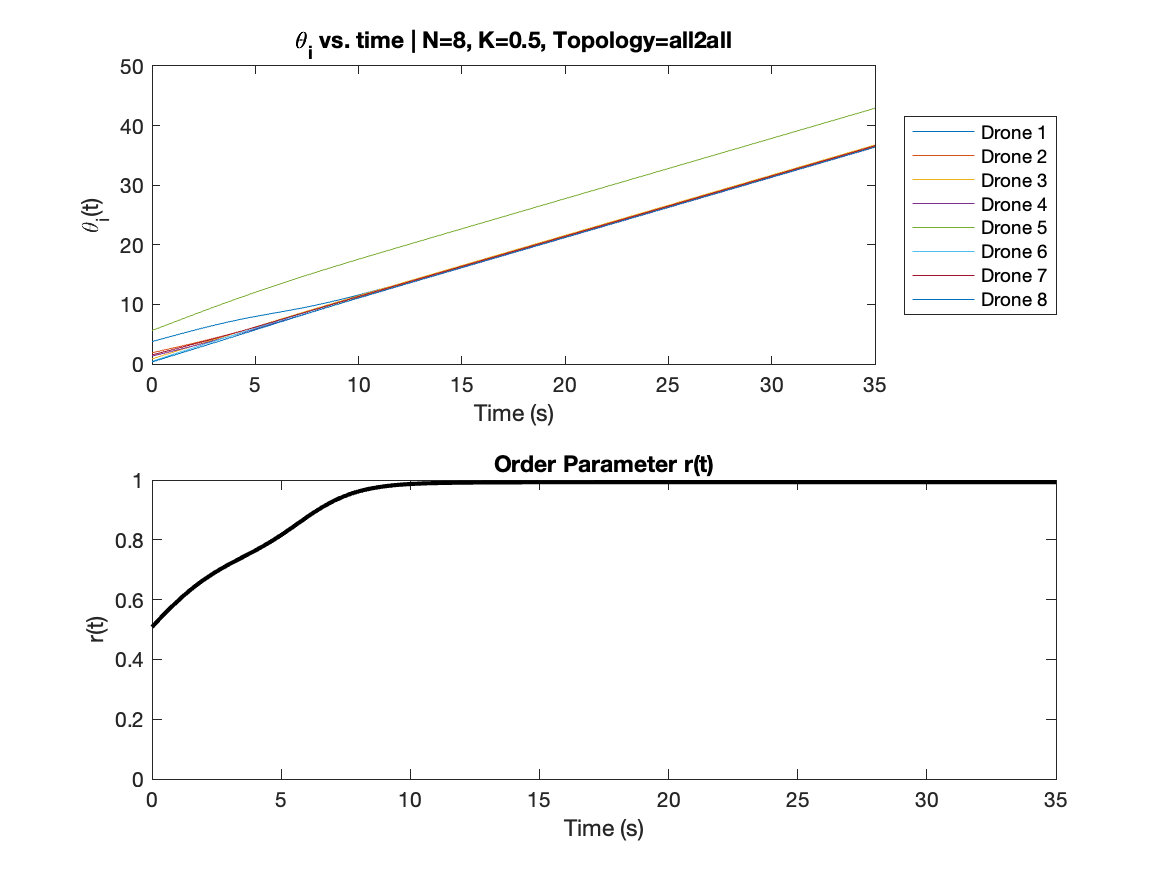 θi vs. time | N=8, K=0.5, Topology=all2all
50
40
30
20
10
0
θi(t)
0 5 10 15 20 25 30 35
Time (s)
Drone 1
Drone 2
Drone 3
Drone 4
Drone 5
Drone 6
Drone 7
Drone 8
Order Parameter r(t)
1
0.8
0.6
0.4
0.2
0
r(t)
0 5 10 15 20 25 30 35
Time (s)